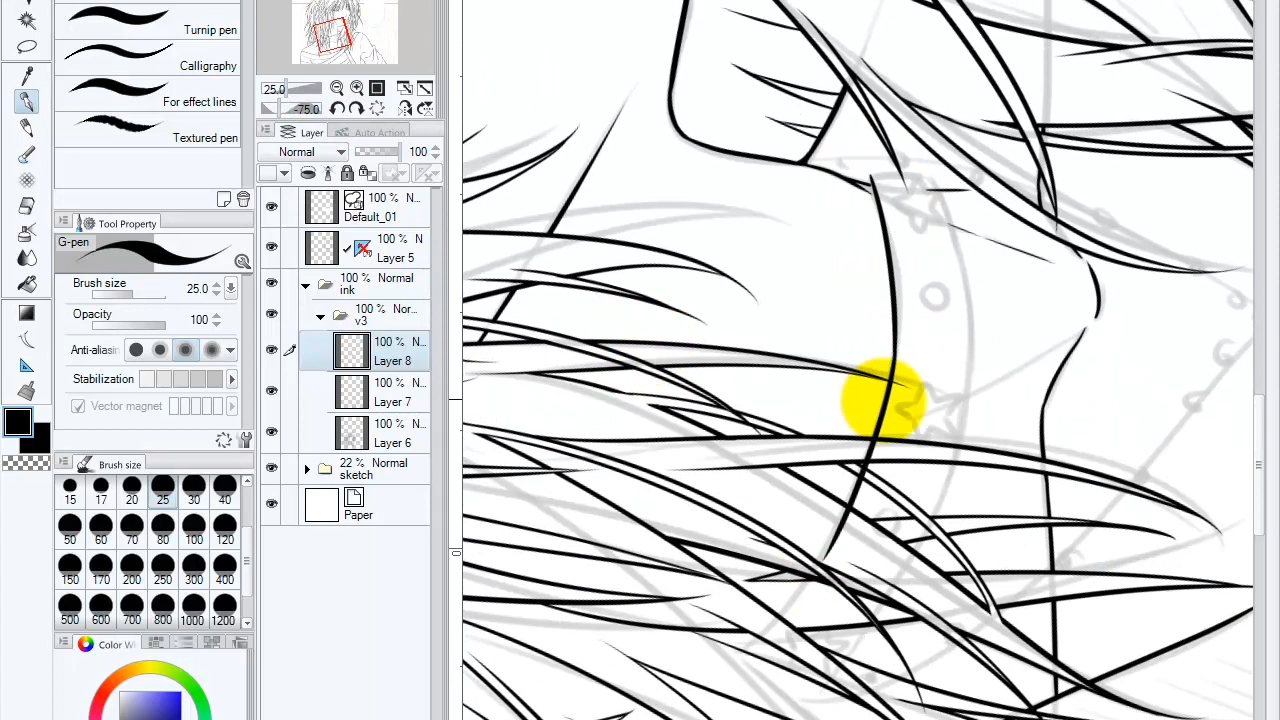 Turnip pen
Calligraphy
For effect lines
Textured pen
Tool Property
G-pen
Brush size 25.0
Opacity 100
Anti-aliasin
Stabilization
Vector magnet
Brush size
15 17 20 25 30 40
50 60 70 80 100 120
150 170 200 250 300 400
500 600 700 800 1000 1200
Color W
25.0
-75.0
Layer Auto Action
Normal 100
100 % N...
Default_01
100 % N
Layer 5
100 % Normal
ink
100 % Nor...
v3
100 % N...
Layer 8
100 % N...
Layer 7
100 % N...
Layer 6
22 % Normal
sketch
Paper